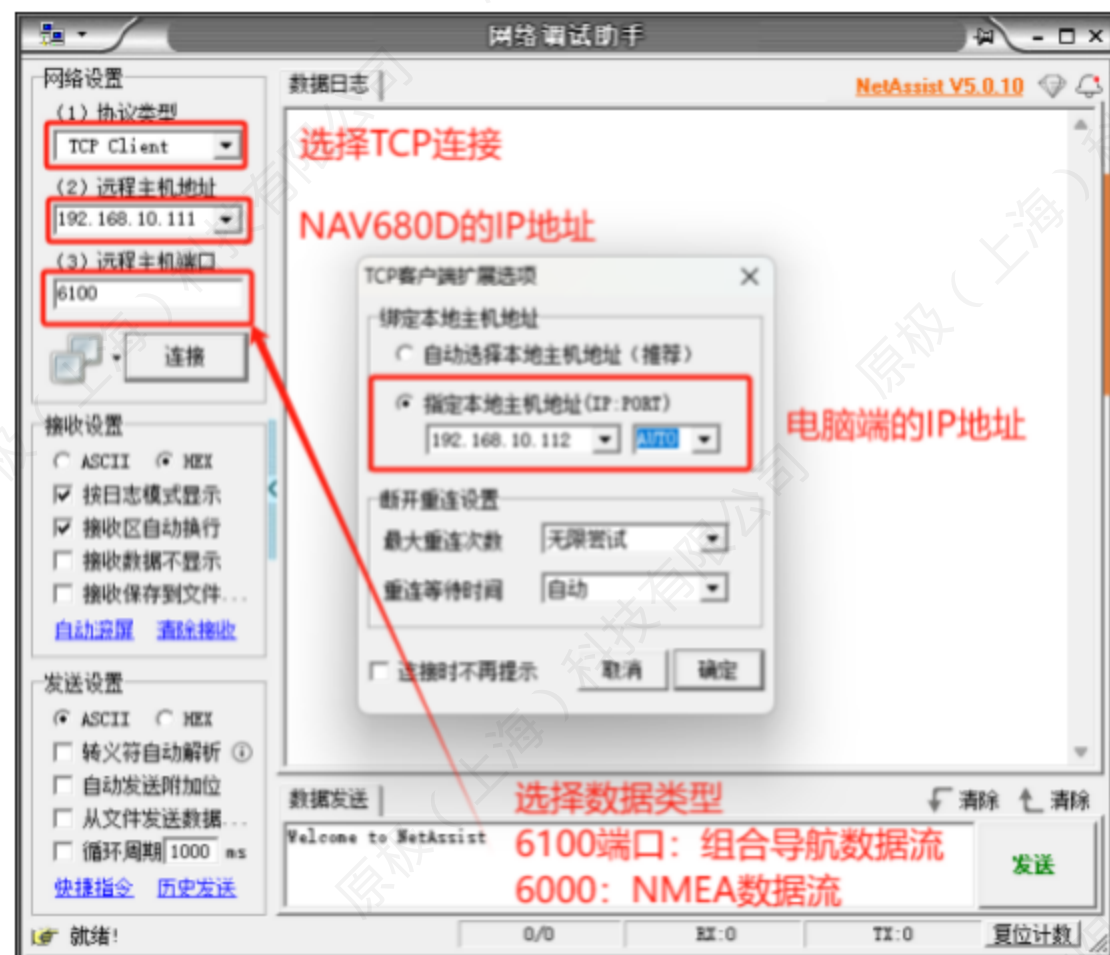 网络调试助手
网络设置
数据日志
NetAssist V5.0.10
(1) 协议类型
TCP Client
选择TCP连接
(2) 远程主机地址
192.168.10.111
NAV680D的IP地址
(3) 远程主机端口
6100
连接
TCP客户端扩展选项
绑定本地主机地址
自动选择本地主机地址（推荐）
指定本地主机地址(IP:PORT)
192.168.10.112
AUTO
电脑端的IP地址
断开重连设置
最大重连次数
无限尝试
重连等待时间
自动
连接时不再提示
取消
确定
接收设置
ASCII
HEX
按日志模式显示
接收区自动换行
接收数据不显示
接收保存到文件...
自动滚屏
清除接收
发送设置
ASCII
HEX
转义符自动解析
自动发送附加位
从文件发送数据...
循环周期 1000 ms
快捷指令
历史发送
数据发送
选择数据类型
清除
清除
Welcome to NetAssist
6100端口：组合导航数据流
6000：NMEA数据流
发送
就绪!
0/0
RX:0
TX:0
复位计数
原极（上海）科技有限公司